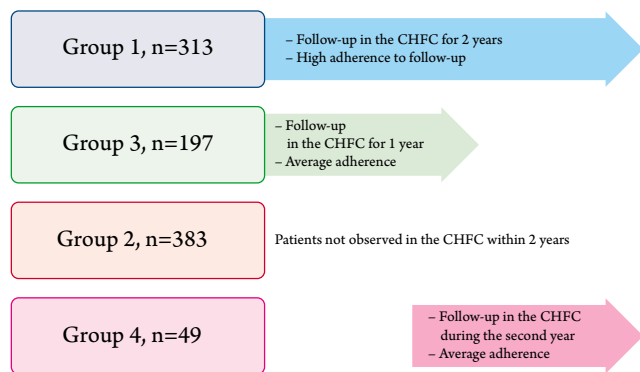 Group 1, n=313
– Follow-up in the CHFC for 2 years
– High adherence to follow-up
Group 3, n=197
– Follow-up
in the CHFC for 1 year
– Average adherence
Group 2, n=383
Patients not observed in the CHFC within 2 years
Group 4, n=49
– Follow-up in the CHFC
during the second year
– Average adherence